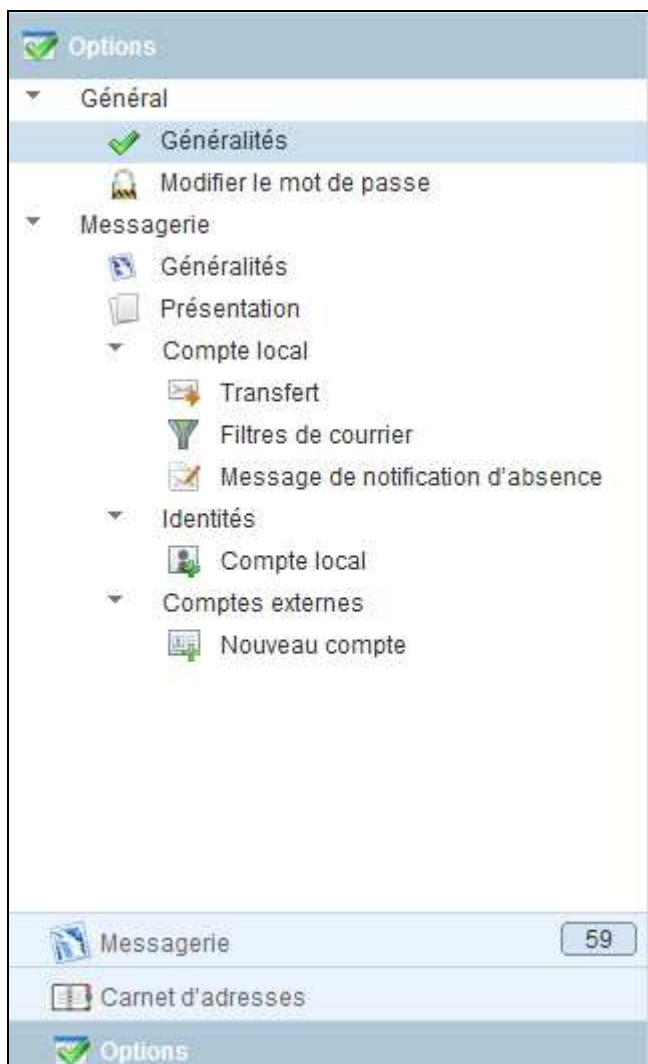 Options
Général
Généralités
Modifier le mot de passe
Messagerie
Généralités
Présentation
Compte local
Transfert
Filtres de courrier
Message de notification d'absence
Identités
Compte local
Comptes externes
Nouveau compte
Messagerie 59
Carnet d'adresses
Options